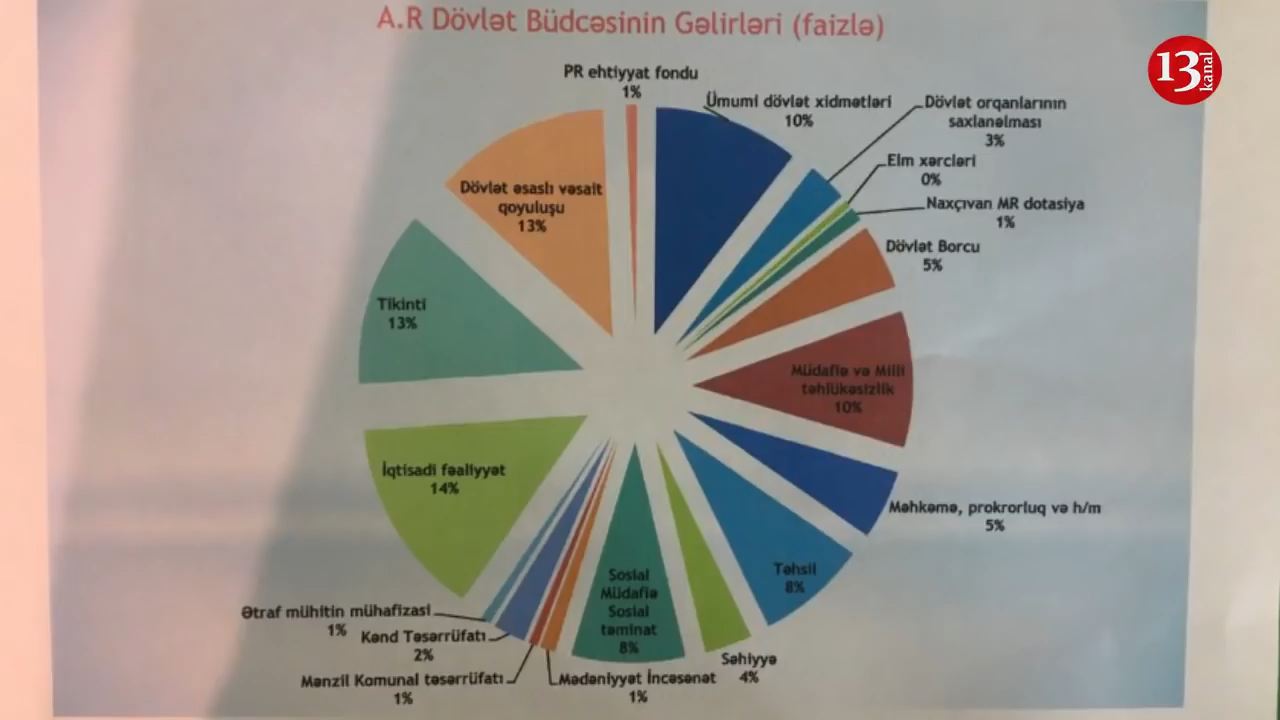 A.R Dövlət Büdcəsinin Gəlirləri (faizlə)
13 kanal
PR ehtiyyat fondu
1%
Ümumi dövlət xidmətləri
10%
Dövlət orqanlarının
saxlanəlması
3%
Elm xərcləri
0%
Naxçıvan MR dotasiya
1%
Dövlət Borcu
5%
Müdafiə və Milli
təhlükəsizlik
10%
Məhkəmə, prokrorluq və h/m
5%
Təhsil
8%
Səhiyyə
4%
Sosial
Müdafiə
Sosial
təminat
8%
Mədəniyyət İncəsənət
1%
Mənzil Komunal təsərrüfatı
1%
Kənd Təsərrüfatı
2%
Ətraf mühitin mühafizəsi
1%
İqtisadi fəaliyyət
14%
Tikinti
13%
Dövlət əsaslı vəsait
qoyuluşu
13%